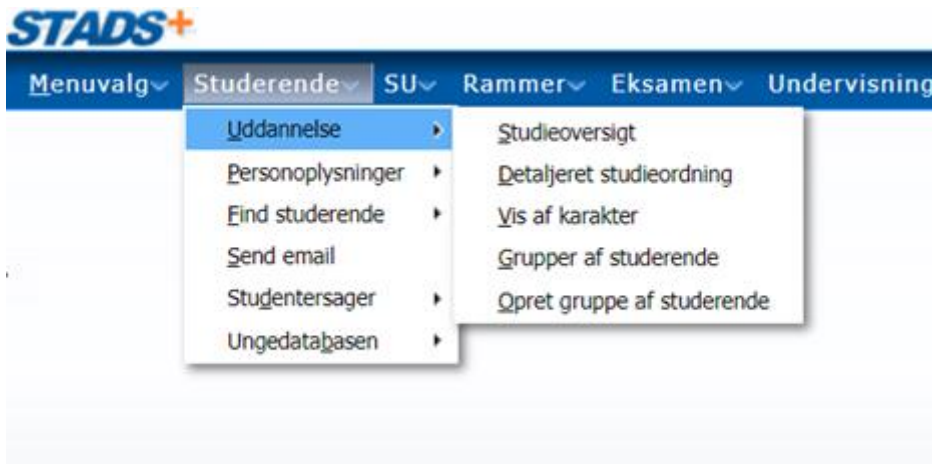 STADS+
Menuvalg Studerende SU Rammer Eksamen Undervisning
Uddannelse
Personoplysninger
Find studerende
Send email
Studentersager
Ungedatabasen
Studieoversigt
Detaljeret studieordning
Vis af karakter
Grupper af studerende
Opret gruppe af studerende